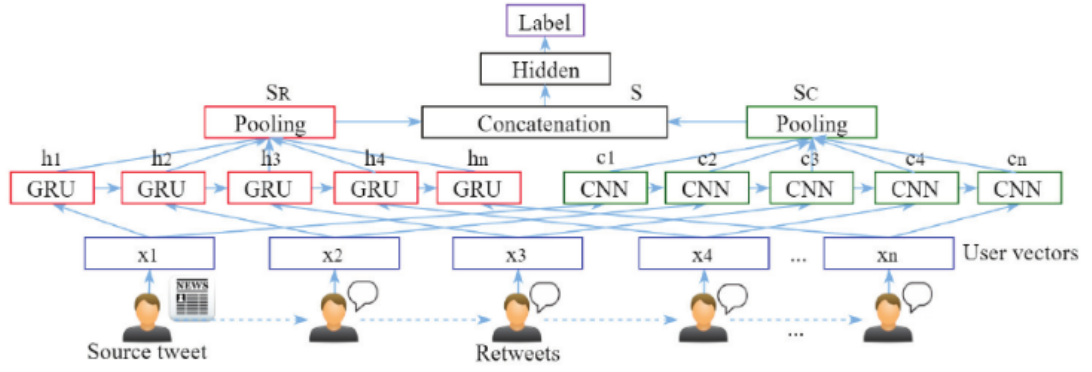 Label
Hidden
SR S SC
Pooling Concatenation Pooling
h1 h2 h3 h4 hn c1 c2 c3 c4 cn
GRU GRU GRU GRU GRU CNN CNN CNN CNN CNN
x1 x2 x3 x4 ... xn User vectors
NEWS
...
Source tweet Retweets